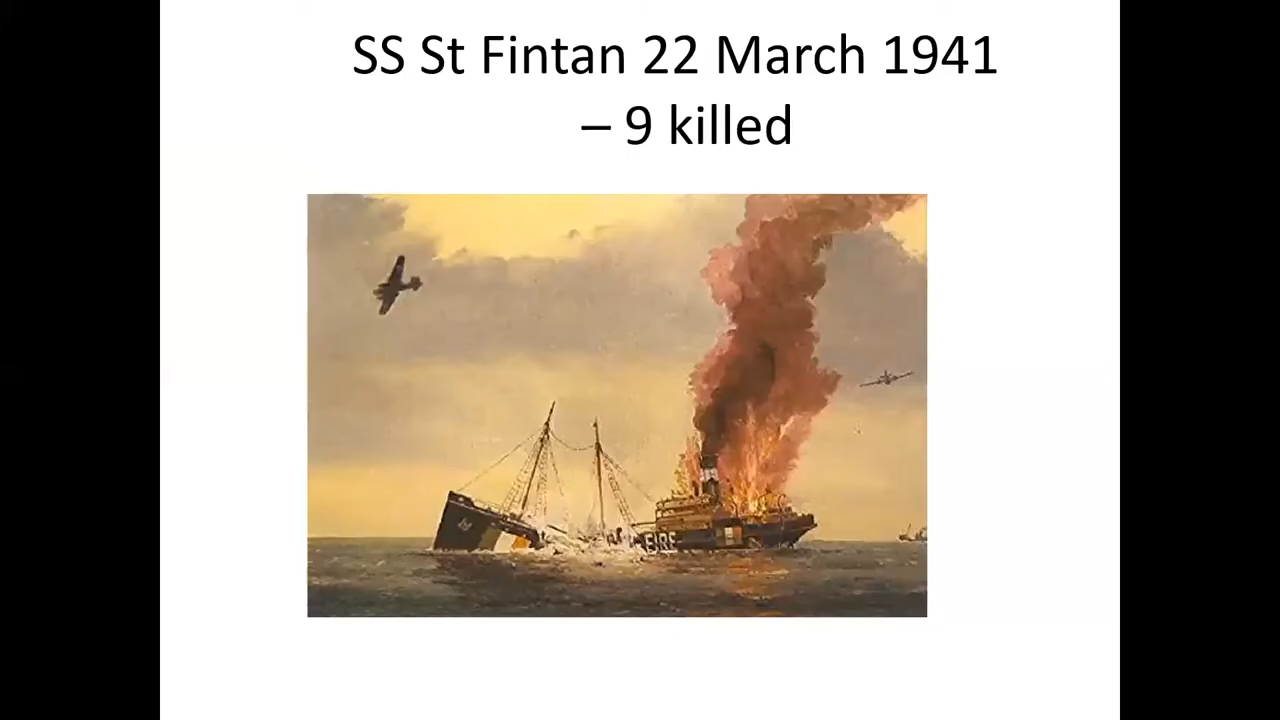 SS St Fintan 22 March 1941
– 9 killed
EIRE